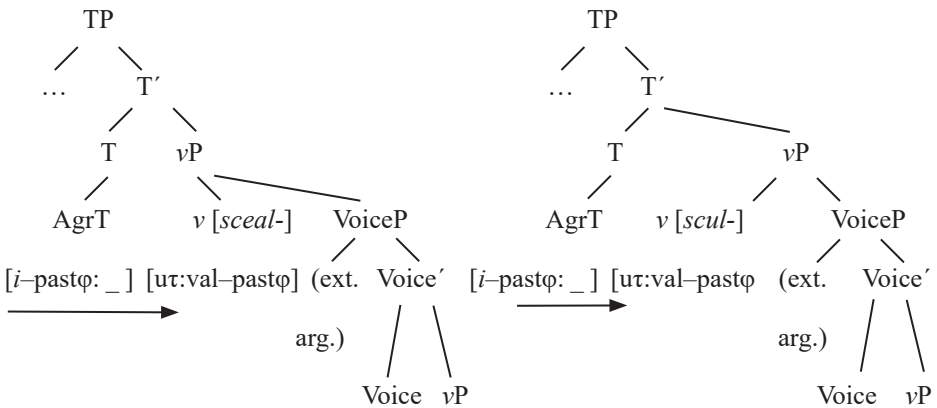 TP TP
… T´ … T´
T vP T vP
AgrT v [sceal-] VoiceP AgrT v [scul-] VoiceP
[i–pastφ: _ ] [uτ:val–pastφ] (ext. Voice´ [i–pastφ: _ ] [uτ:val–pastφ (ext. Voice´
arg.) arg.)
Voice vP Voice vP